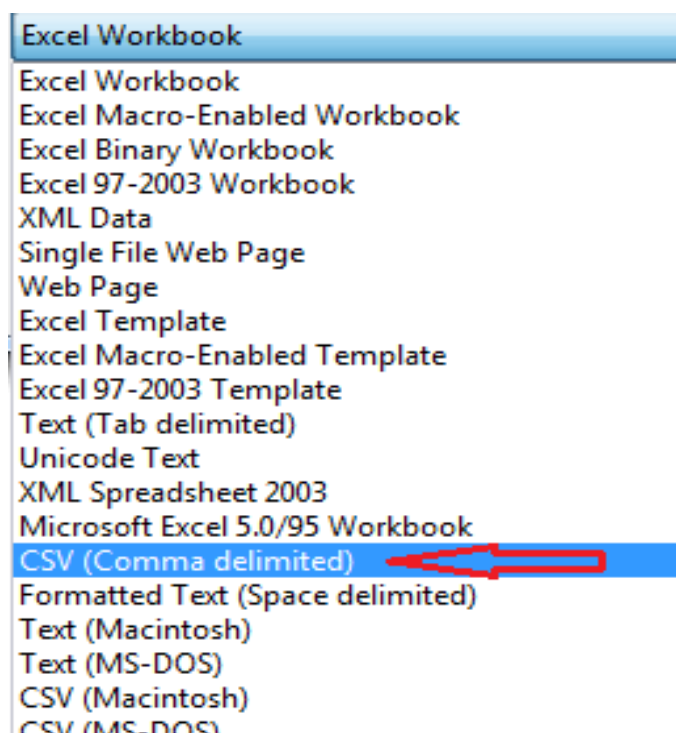 Excel Workbook
Excel Workbook
Excel Macro-Enabled Workbook
Excel Binary Workbook
Excel 97-2003 Workbook
XML Data
Single File Web Page
Web Page
Excel Template
Excel Macro-Enabled Template
Excel 97-2003 Template
Text (Tab delimited)
Unicode Text
XML Spreadsheet 2003
Microsoft Excel 5.0/95 Workbook
CSV (Comma delimited)
Formatted Text (Space delimited)
Text (Macintosh)
Text (MS-DOS)
CSV (Macintosh)
CSV (MS-DOS)